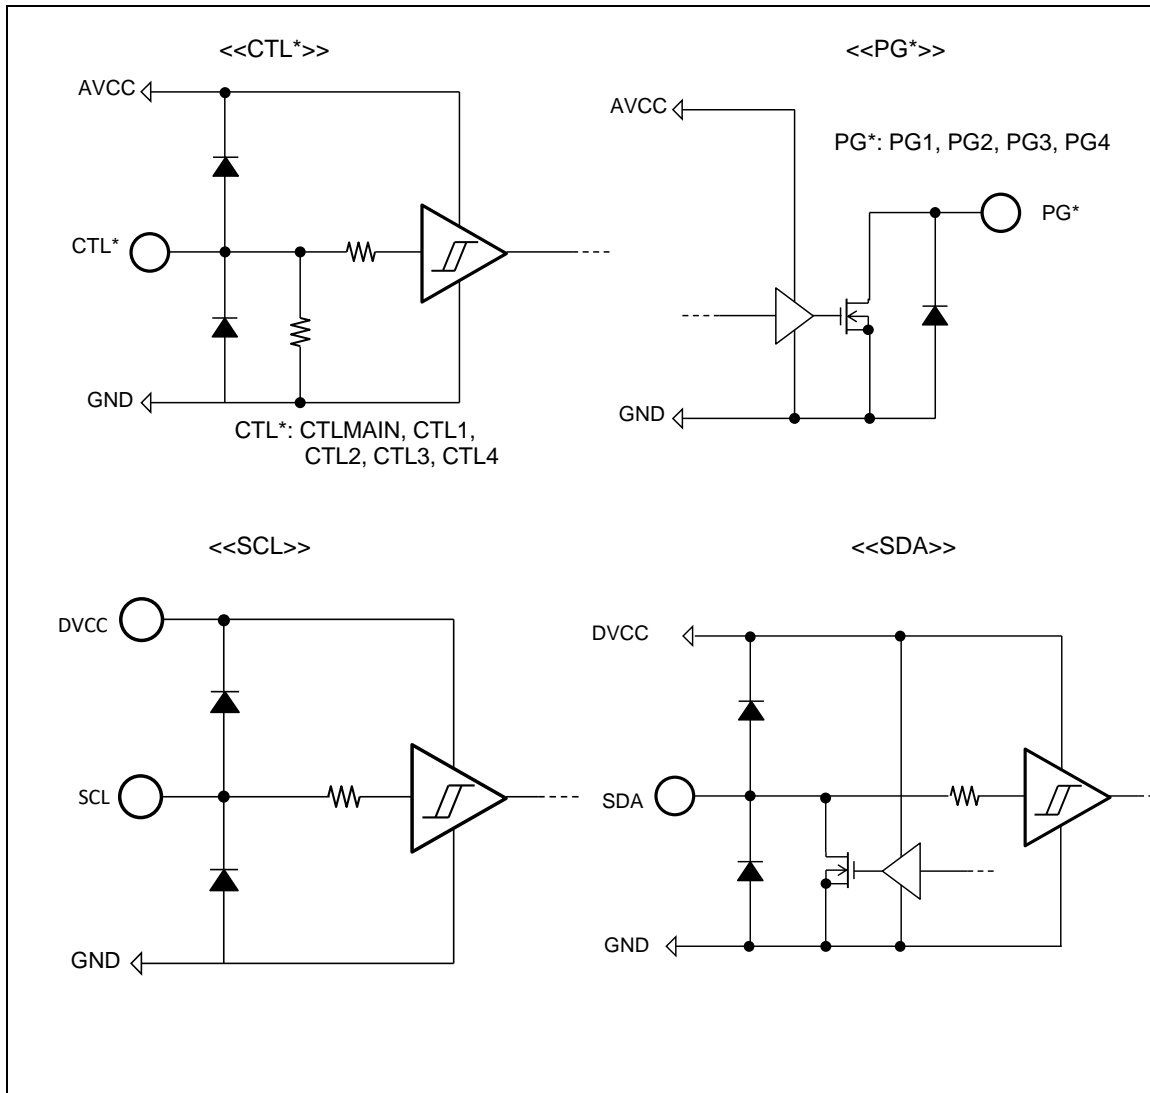 <<CTL*>>
AVCC
CTL*
GND
CTL*: CTLMAIN, CTL1,
CTL2, CTL3, CTL4
<<PG*>>
AVCC
PG*: PG1, PG2, PG3, PG4
PG*
GND
<<SCL>>
DVCC
SCL
GND
<<SDA>>
DVCC
SDA
GND